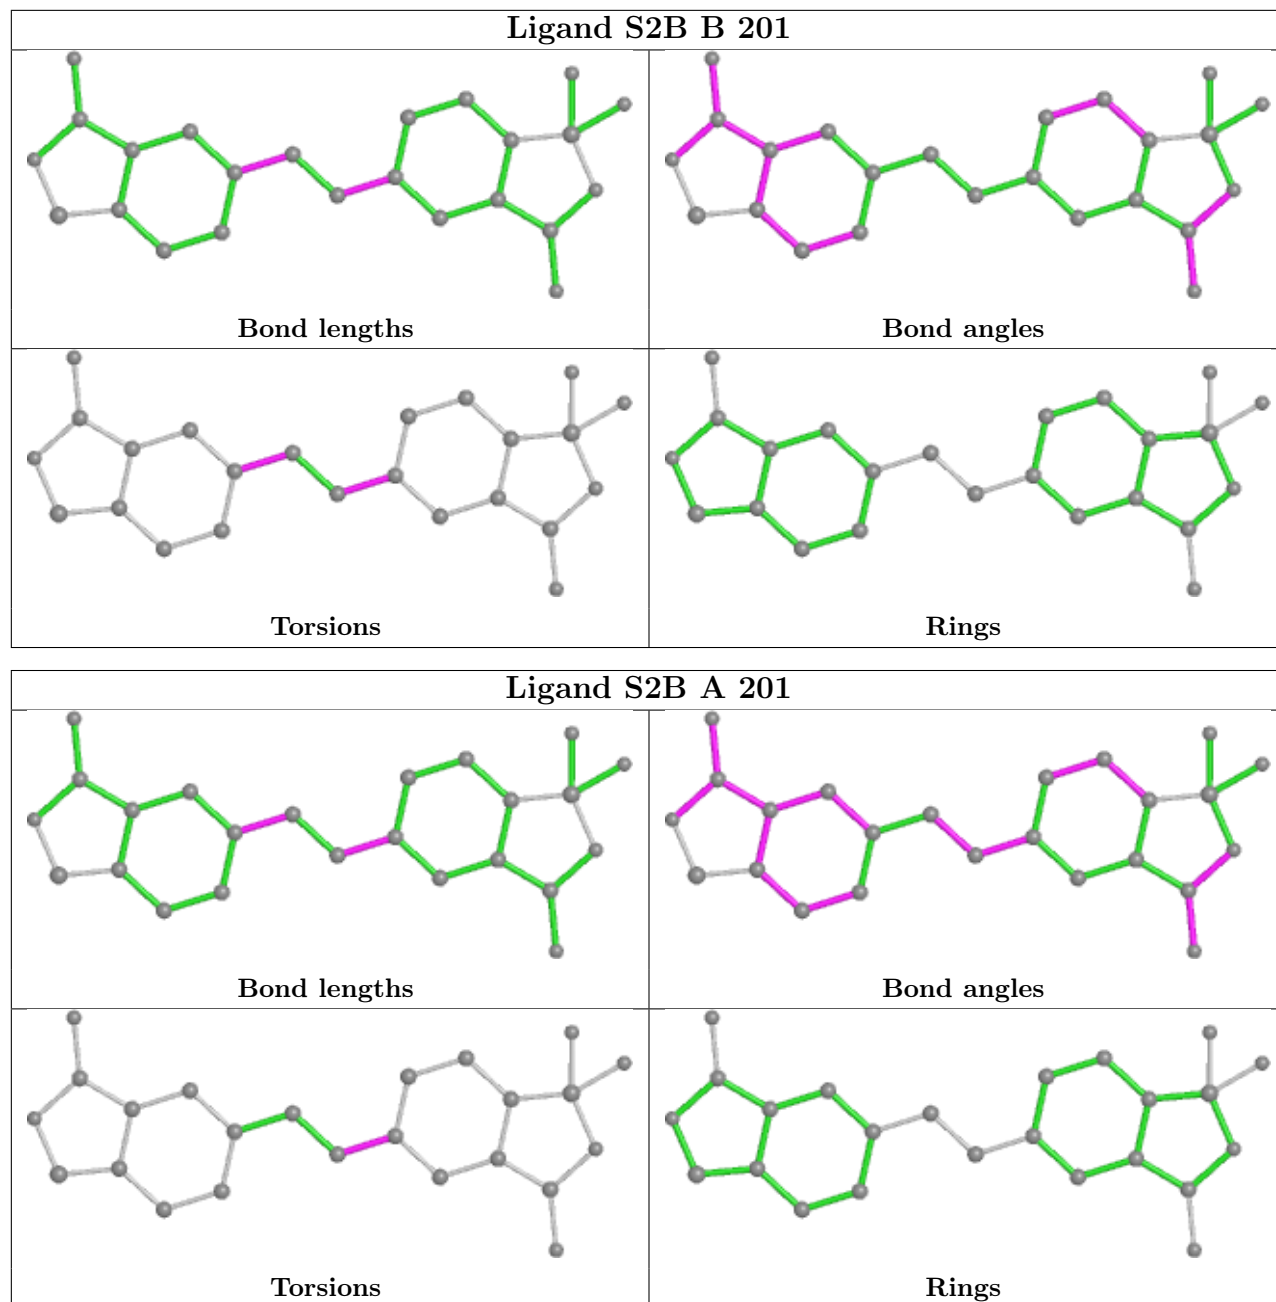 Ligand S2B B 201
Bond lengths
Bond angles
Torsions
Rings
Ligand S2B A 201
Bond lengths
Bond angles
Torsions
Rings